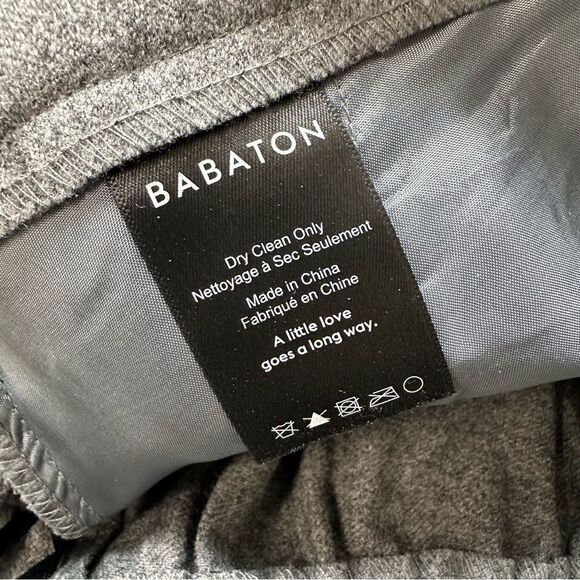 BABATON
Dry Clean Only
Nettoyage à Sec Seulement
Made in China
Fabriqué en Chine
A little love
goes a long way.